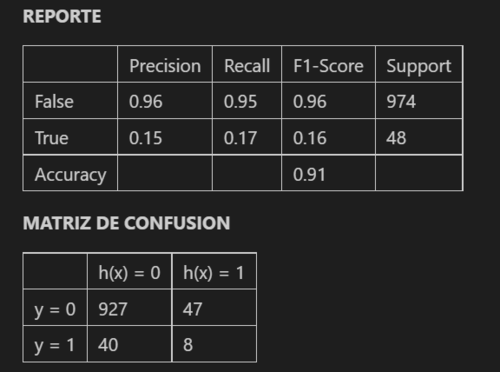 REPORTE
Precision Recall F1-Score Support
False 0.96 0.95 0.96 974
True 0.15 0.17 0.16 48
Accuracy 0.91
MATRIZ DE CONFUSION
h(x) = 0 h(x) = 1
y = 0 927 47
y = 1 40 8